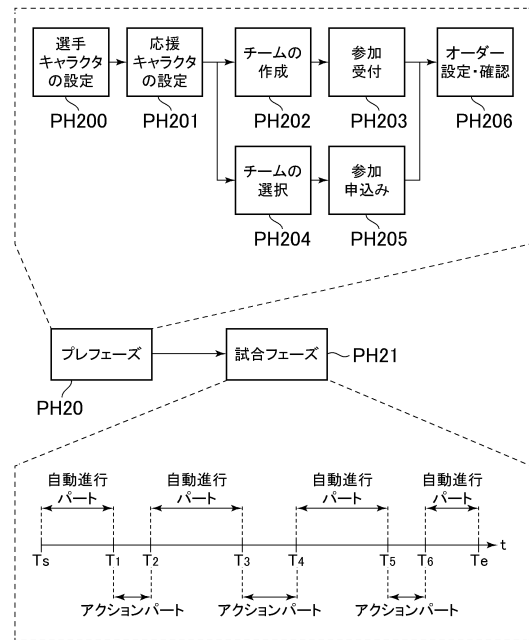 選手
キャラクタ
の設定
PH200
応援
キャラクタ
の設定
PH201
チームの
作成
PH202
参加
受付
PH203
オーダー
設定・確認
PH206
チームの
選択
PH204
参加
申込み
PH205
プレフェーズ
PH20
試合フェーズ
PH21
自動進行
パート
自動進行
パート
自動進行
パート
自動進行
パート
Ts
T1
T2
T3
T4
T5
T6
Te
t
アクションパート
アクションパート
アクションパート